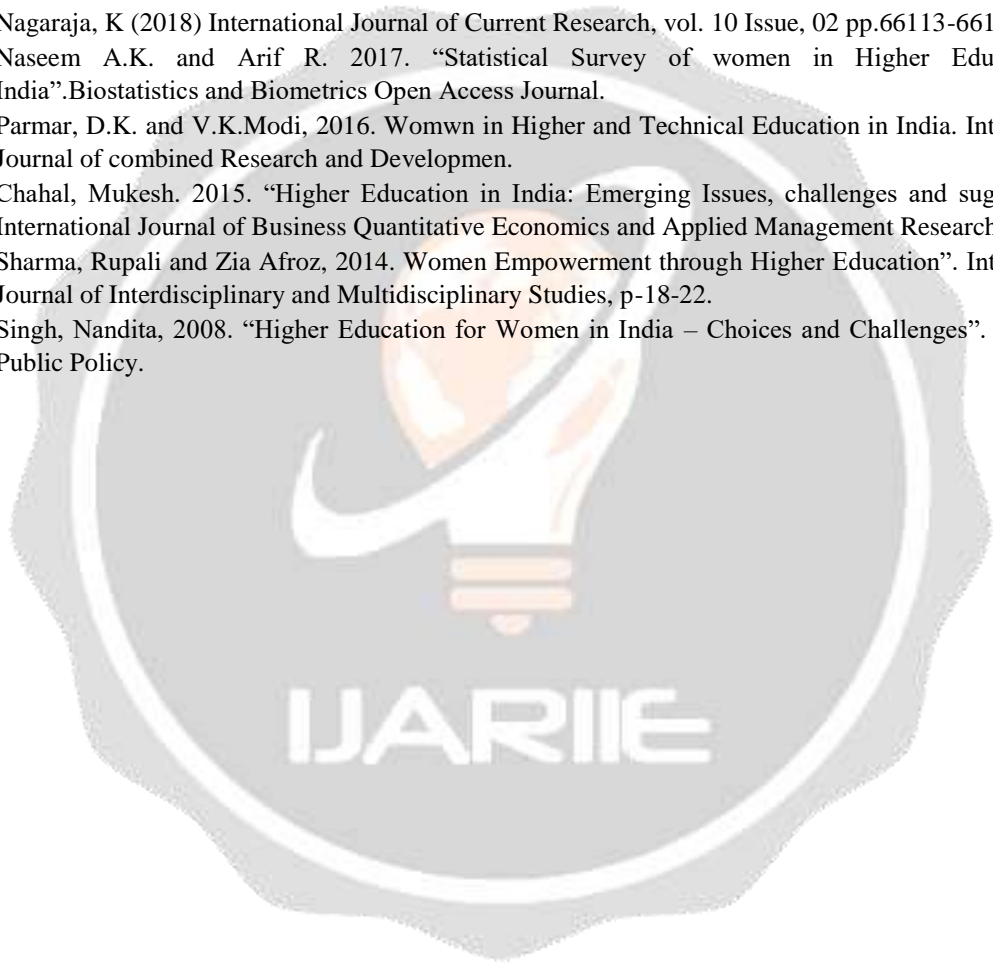 Nagaraja, K (2018) International Journal of Current Research, vol. 10 Issue, 02 pp.66113-661
Naseem A.K. and Arif R. 2017. “Statistical Survey of women in Higher Edu
India”.Biostatistics and Biometrics Open Access Journal.
Parmar, D.K. and V.K.Modi, 2016. Womwn in Higher and Technical Education in India. Int
Journal of combined Research and Developmen.
Chahal, Mukesh. 2015. “Higher Education in India: Emerging Issues, challenges and sug
International Journal of Business Quantitative Economics and Applied Management Research
Sharma, Rupali and Zia Afroz, 2014. Women Empowerment through Higher Education”. Int
Journal of Interdisciplinary and Multidisciplinary Studies, p-18-22.
Singh, Nandita, 2008. “Higher Education for Women in India – Choices and Challenges”.
Public Policy.
IJARIIE